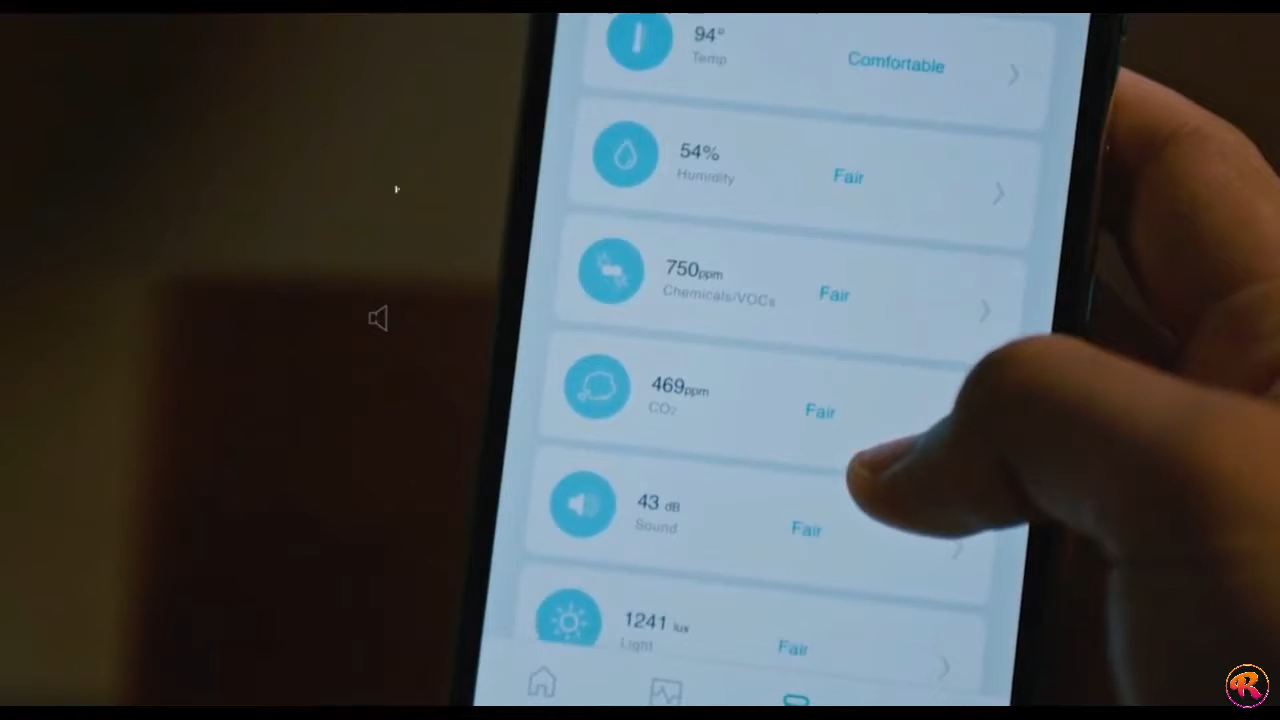 94°
Temp
Comfortable
54%
Humidity
Fair
750ppm
Chemicals/VOCs
Fair
469ppm
CO₂
Fair
43 dB
Sound
Fair
1241 lux
Light
Fair
R